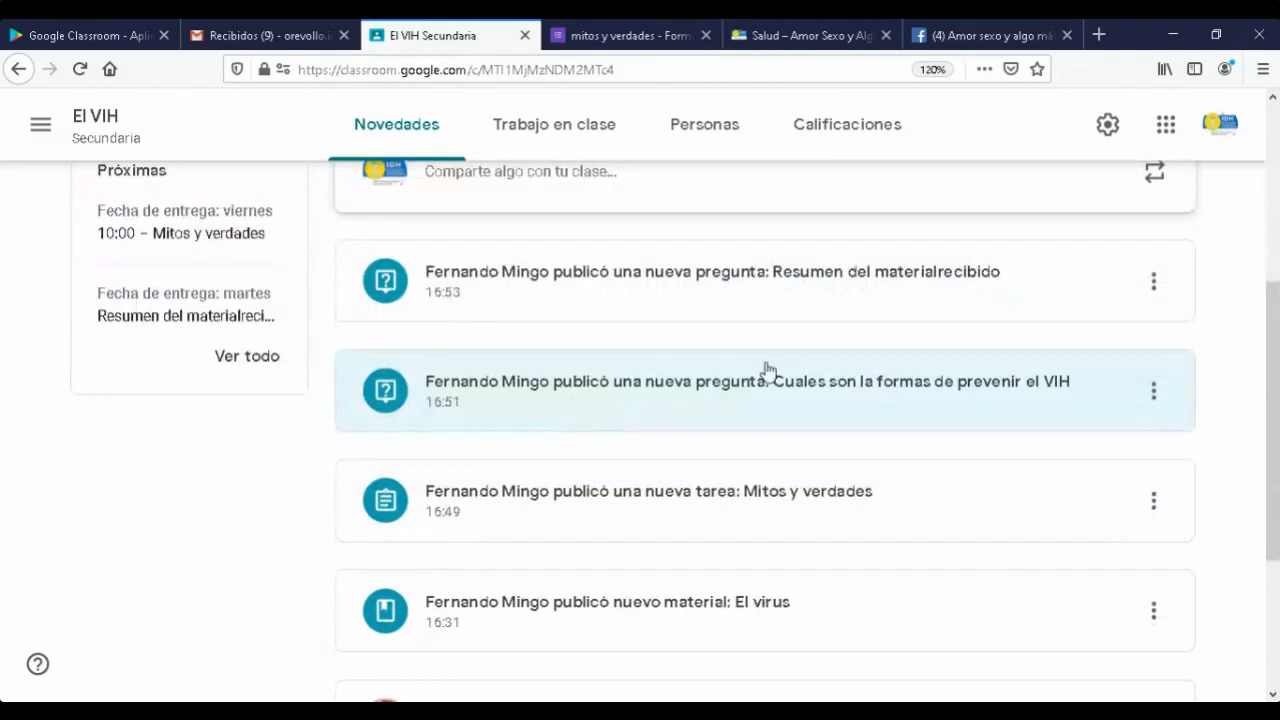 Google Classroom - Apli
Recibidos (9) - orevollo.i
El VIH Secundaria
mitos y verdades - Form
Salud – Amor Sexo y Alg
(4) Amor sexo y algo má
https://classroom.google.com/c/MTI1MjMzNDM2MTc4
120%
El VIH
Secundaria
Novedades
Trabajo en clase
Personas
Calificaciones
Próximas
Fecha de entrega: viernes
10:00 – Mitos y verdades
Fecha de entrega: martes
Resumen del materialreci...
Ver todo
Comparte algo con tu clase...
Fernando Mingo publicó una nueva pregunta: Resumen del materialrecibido
16:53
Fernando Mingo publicó una nueva pregunta: Cuales son la formas de prevenir el VIH
16:51
Fernando Mingo publicó una nueva tarea: Mitos y verdades
16:49
Fernando Mingo publicó nuevo material: El virus
16:31